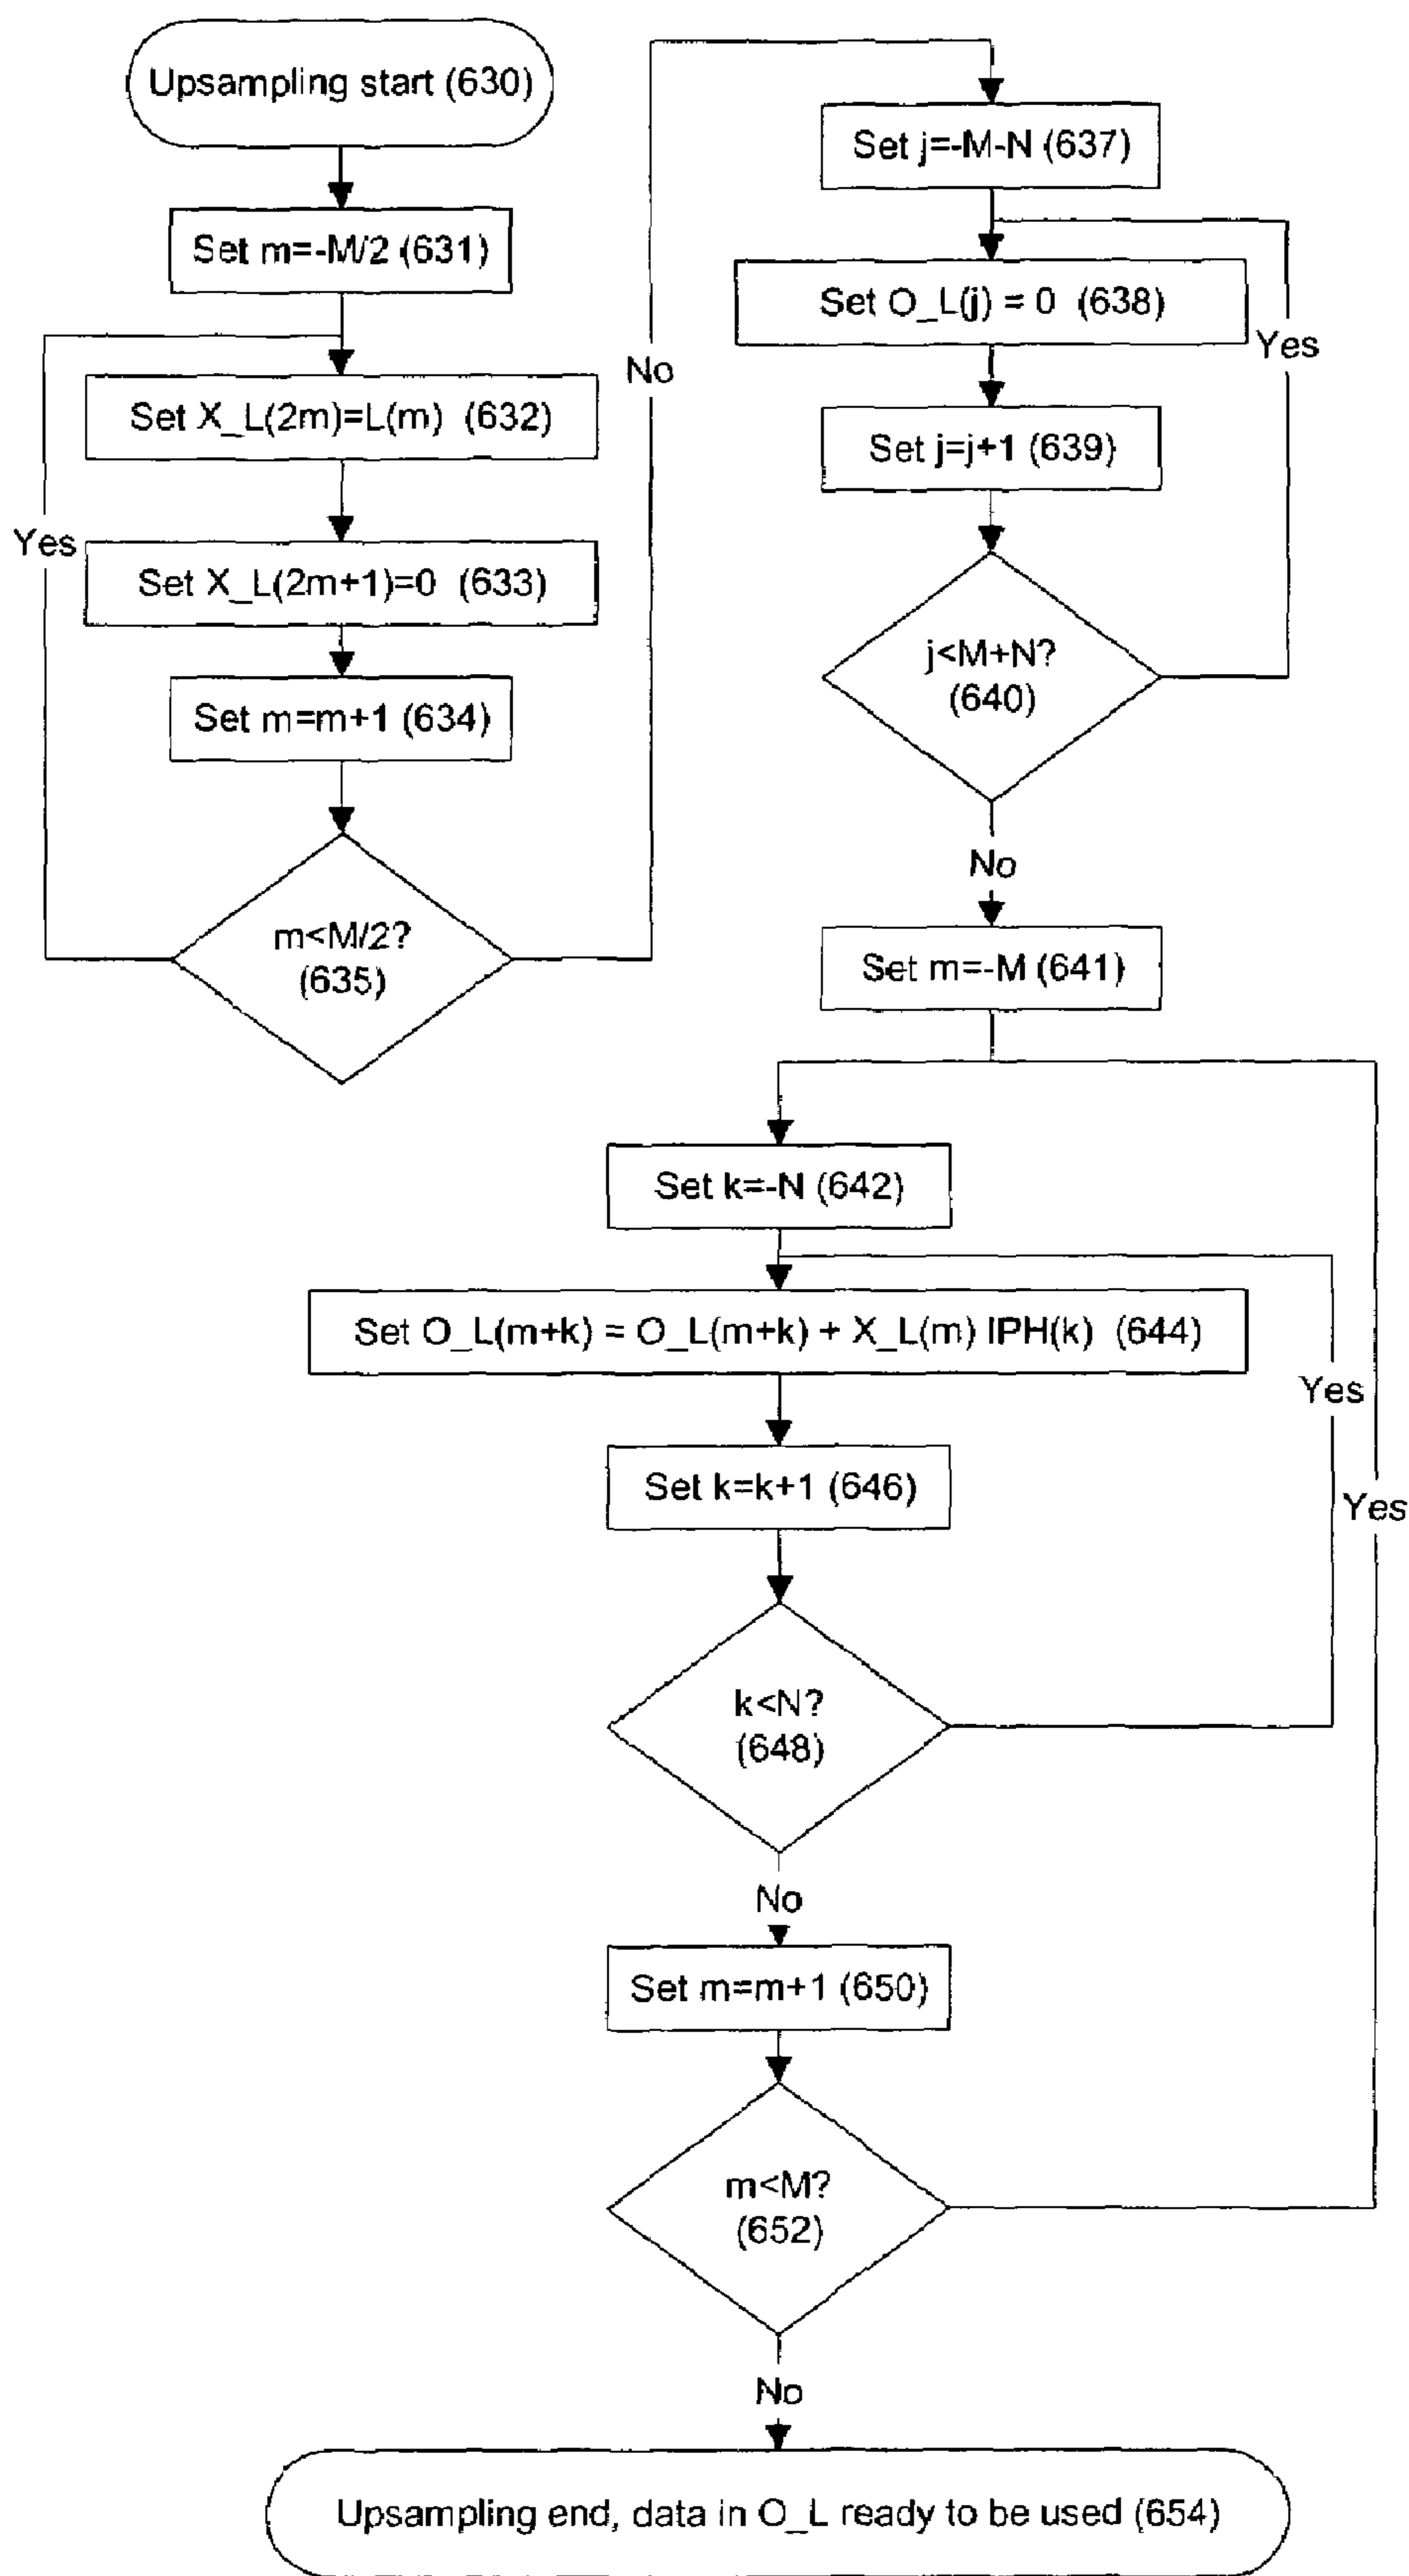 Upsampling start (630)
Set m=-M/2 (631)
Set X_L(2m)=L(m) (632)
Yes
Set X_L(2m+1)=0 (633)
Set m=m+1 (634)
m<M/2?
(635)
No
Set j=-M-N (637)
Set O_L(j) = 0 (638)
Yes
Set j=j+1 (639)
j<M+N?
(640)
No
Set m=-M (641)
Set k=-N (642)
Set O_L(m+k) = O_L(m+k) + X_L(m) IPH(k) (644)
Yes
Set k=k+1 (646)
Yes
k<N?
(648)
No
Set m=m+1 (650)
m<M?
(652)
No
Upsampling end, data in O_L ready to be used (654)